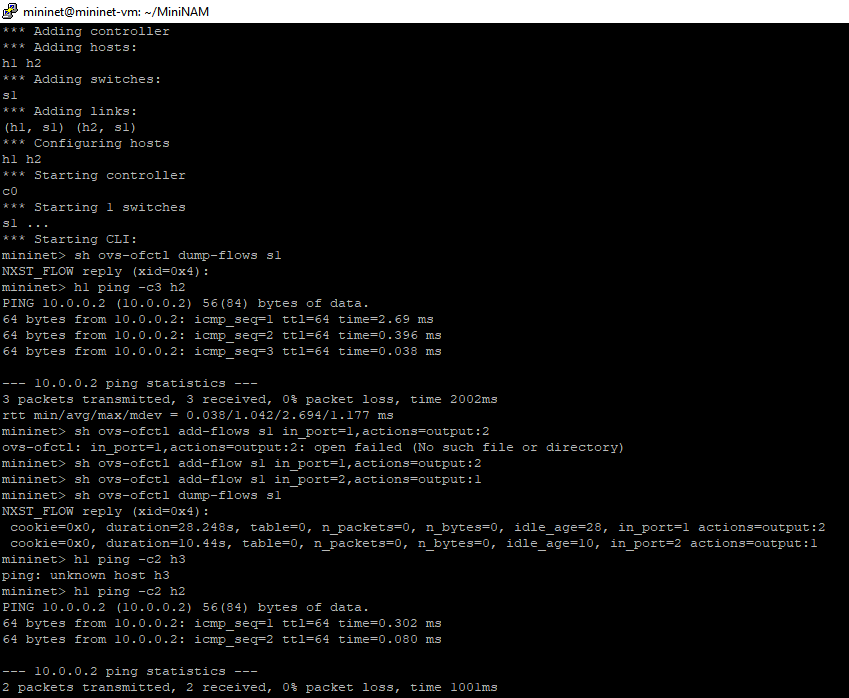 mininet@mininet-vm: ~/MiniNAM
*** Adding controller
*** Adding hosts:
h1 h2
*** Adding switches:
s1
*** Adding links:
(h1, s1) (h2, s1)
*** Configuring hosts
h1 h2
*** Starting controller
c0
*** Starting 1 switches
s1 ...
*** Starting CLI:
mininet> sh ovs-ofctl dump-flows s1
NXST_FLOW reply (xid=0x4):
mininet> h1 ping -c3 h2
PING 10.0.0.2 (10.0.0.2) 56(84) bytes of data.
64 bytes from 10.0.0.2: icmp_seq=1 ttl=64 time=2.69 ms
64 bytes from 10.0.0.2: icmp_seq=2 ttl=64 time=0.396 ms
64 bytes from 10.0.0.2: icmp_seq=3 ttl=64 time=0.038 ms
--- 10.0.0.2 ping statistics ---
3 packets transmitted, 3 received, 0% packet loss, time 2002ms
rtt min/avg/max/mdev = 0.038/1.042/2.694/1.177 ms
mininet> sh ovs-ofctl add-flows s1 in_port=1,actions=output:2
ovs-ofctl: in_port=1,actions=output:2: open failed (No such file or directory)
mininet> sh ovs-ofctl add-flow s1 in_port=1,actions=output:2
mininet> sh ovs-ofctl add-flow s1 in_port=2,actions=output:1
mininet> sh ovs-ofctl dump-flows s1
NXST_FLOW reply (xid=0x4):
cookie=0x0, duration=28.248s, table=0, n_packets=0, n_bytes=0, idle_age=28, in_port=1 actions=output:2
cookie=0x0, duration=10.44s, table=0, n_packets=0, n_bytes=0, idle_age=10, in_port=2 actions=output:1
mininet> h1 ping -c2 h3
ping: unknown host h3
mininet> h1 ping -c2 h2
PING 10.0.0.2 (10.0.0.2) 56(84) bytes of data.
64 bytes from 10.0.0.2: icmp_seq=1 ttl=64 time=0.302 ms
64 bytes from 10.0.0.2: icmp_seq=2 ttl=64 time=0.080 ms
--- 10.0.0.2 ping statistics ---
2 packets transmitted, 2 received, 0% packet loss, time 1001ms